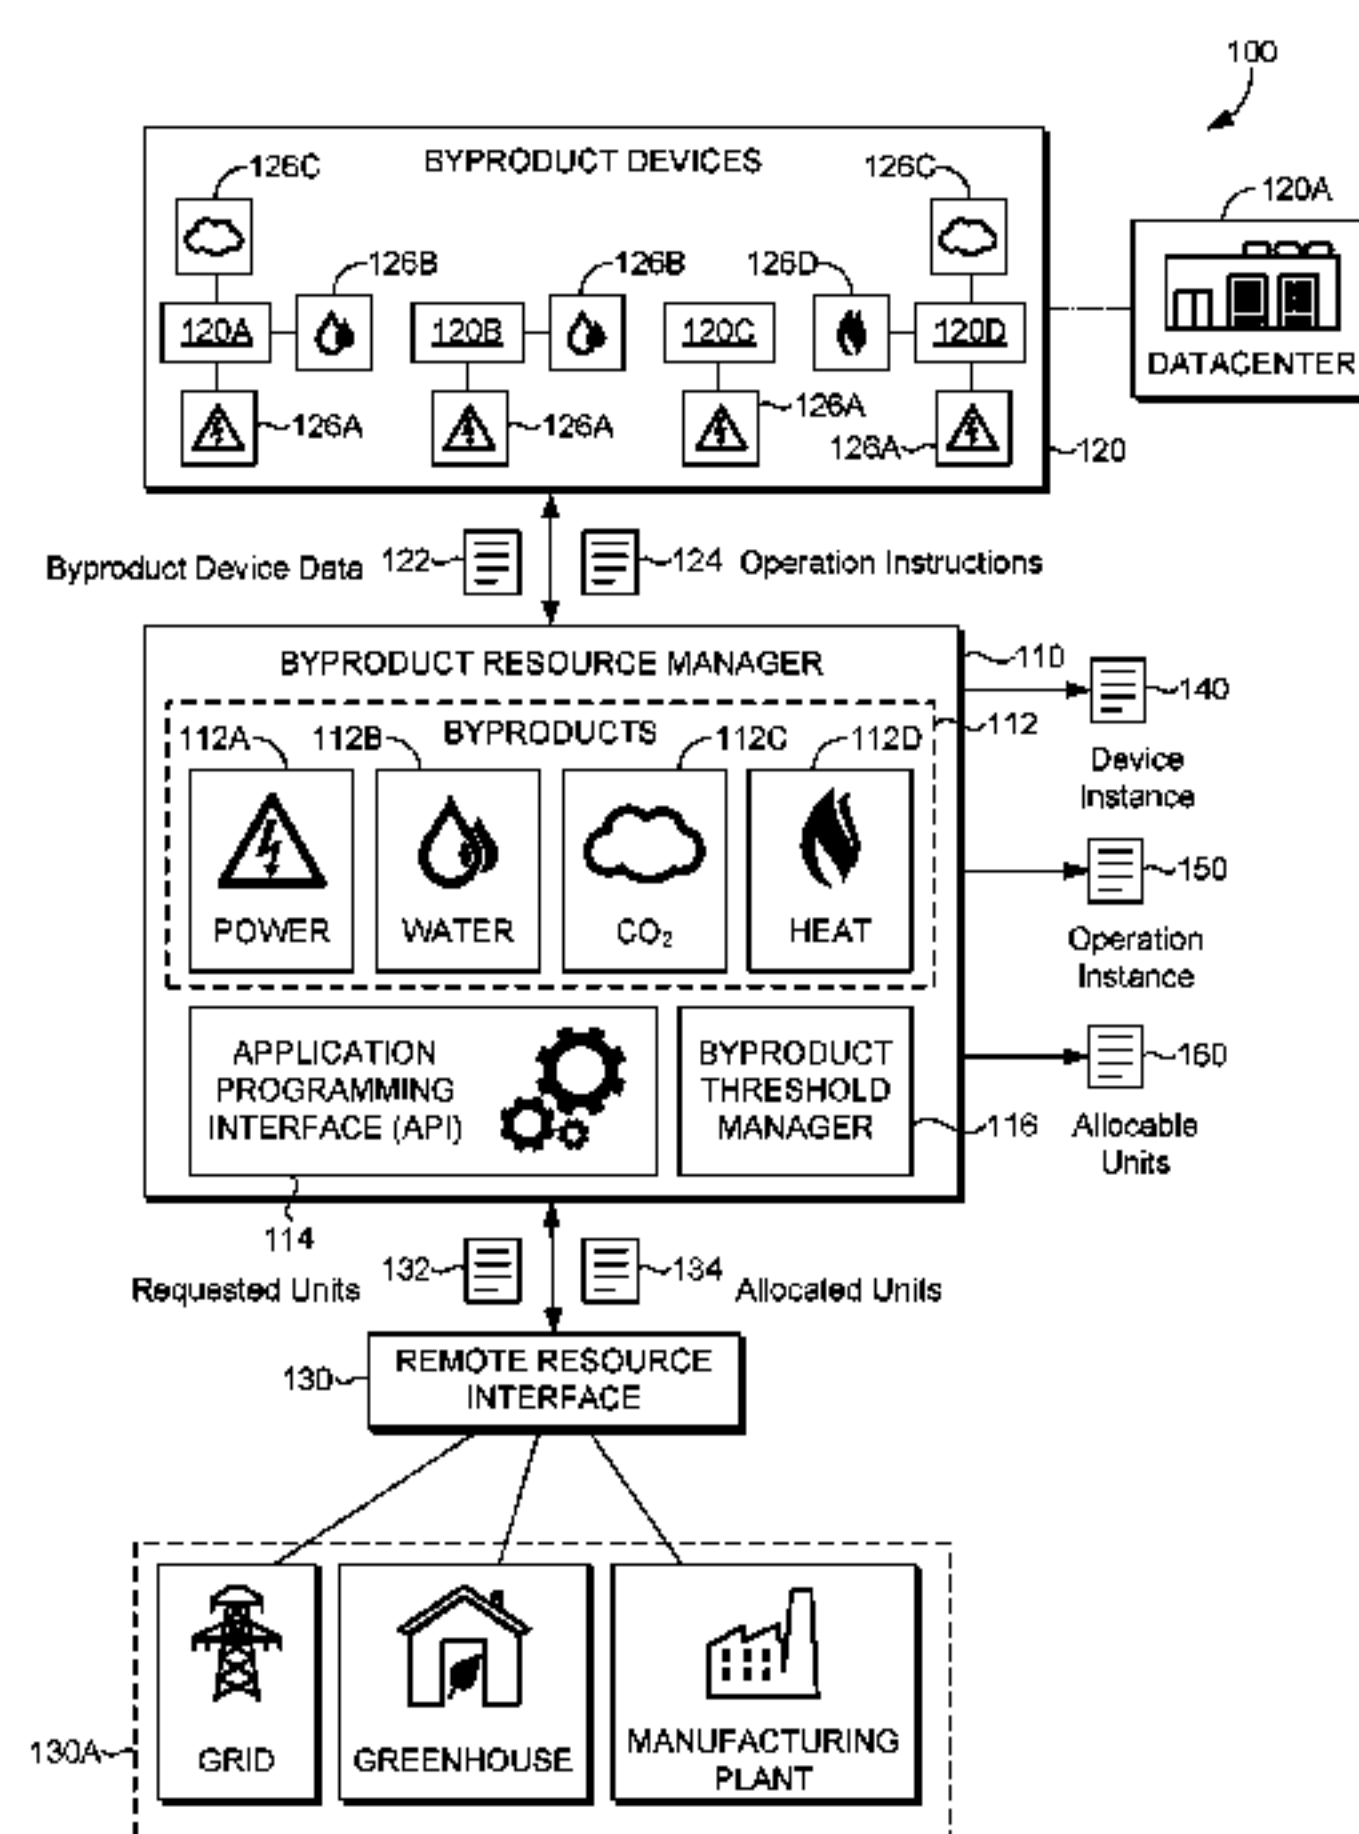 100
BYPRODUCT DEVICES
126C
126C
120A
126B
126B
126D
120A
120B
120C
120D
DATACENTER
126A
126A
126A
126A
120
Byproduct Device Data
122
124
Operation Instructions
BYPRODUCT RESOURCE MANAGER
110
140
BYPRODUCTS
112
112A
112B
112C
112D
Device
Instance
POWER
WATER
CO₂
HEAT
150
Operation
Instance
APPLICATION
PROGRAMMING
INTERFACE (API)
BYPRODUCT
THRESHOLD
MANAGER
160
116
Allocable
Units
114
Requested Units
132
134
Allocated Units
130
REMOTE RESOURCE
INTERFACE
130A
GRID
GREENHOUSE
MANUFACTURING
PLANT